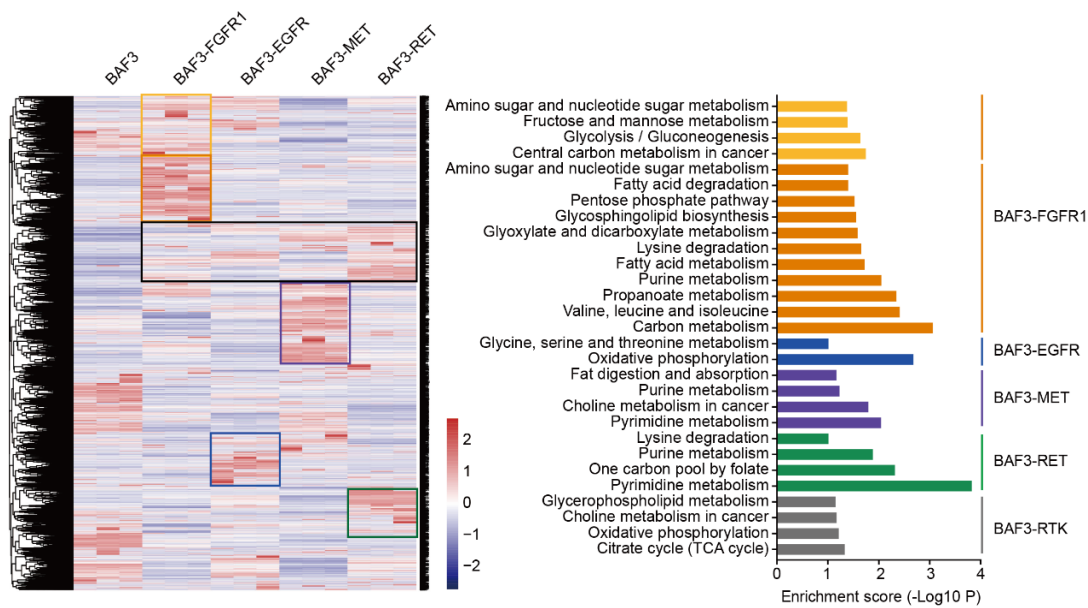 BAF3
BAF3-FGFR1
BAF3-EGFR
BAF3-MET
BAF3-RET
2
1
0
−1
−2
Amino sugar and nucleotide sugar metabolism
Fructose and mannose metabolism
Glycolysis / Gluconeogenesis
Central carbon metabolism in cancer
Amino sugar and nucleotide sugar metabolism
Fatty acid degradation
Pentose phosphate pathway
Glycosphingolipid biosynthesis
Glyoxylate and dicarboxylate metabolism
Lysine degradation
Fatty acid metabolism
Purine metabolism
Propanoate metabolism
Valine, leucine and isoleucine
Carbon metabolism
Glycine, serine and threonine metabolism
Oxidative phosphorylation
Fat digestion and absorption
Purine metabolism
Choline metabolism in cancer
Pyrimidine metabolism
Lysine degradation
Purine metabolism
One carbon pool by folate
Pyrimidine metabolism
Glycerophospholipid metabolism
Choline metabolism in cancer
Oxidative phosphorylation
Citrate cycle (TCA cycle)
BAF3-FGFR1
BAF3-EGFR
BAF3-MET
BAF3-RET
BAF3-RTK
0 1 2 3 4
Enrichment score (-Log10 P)